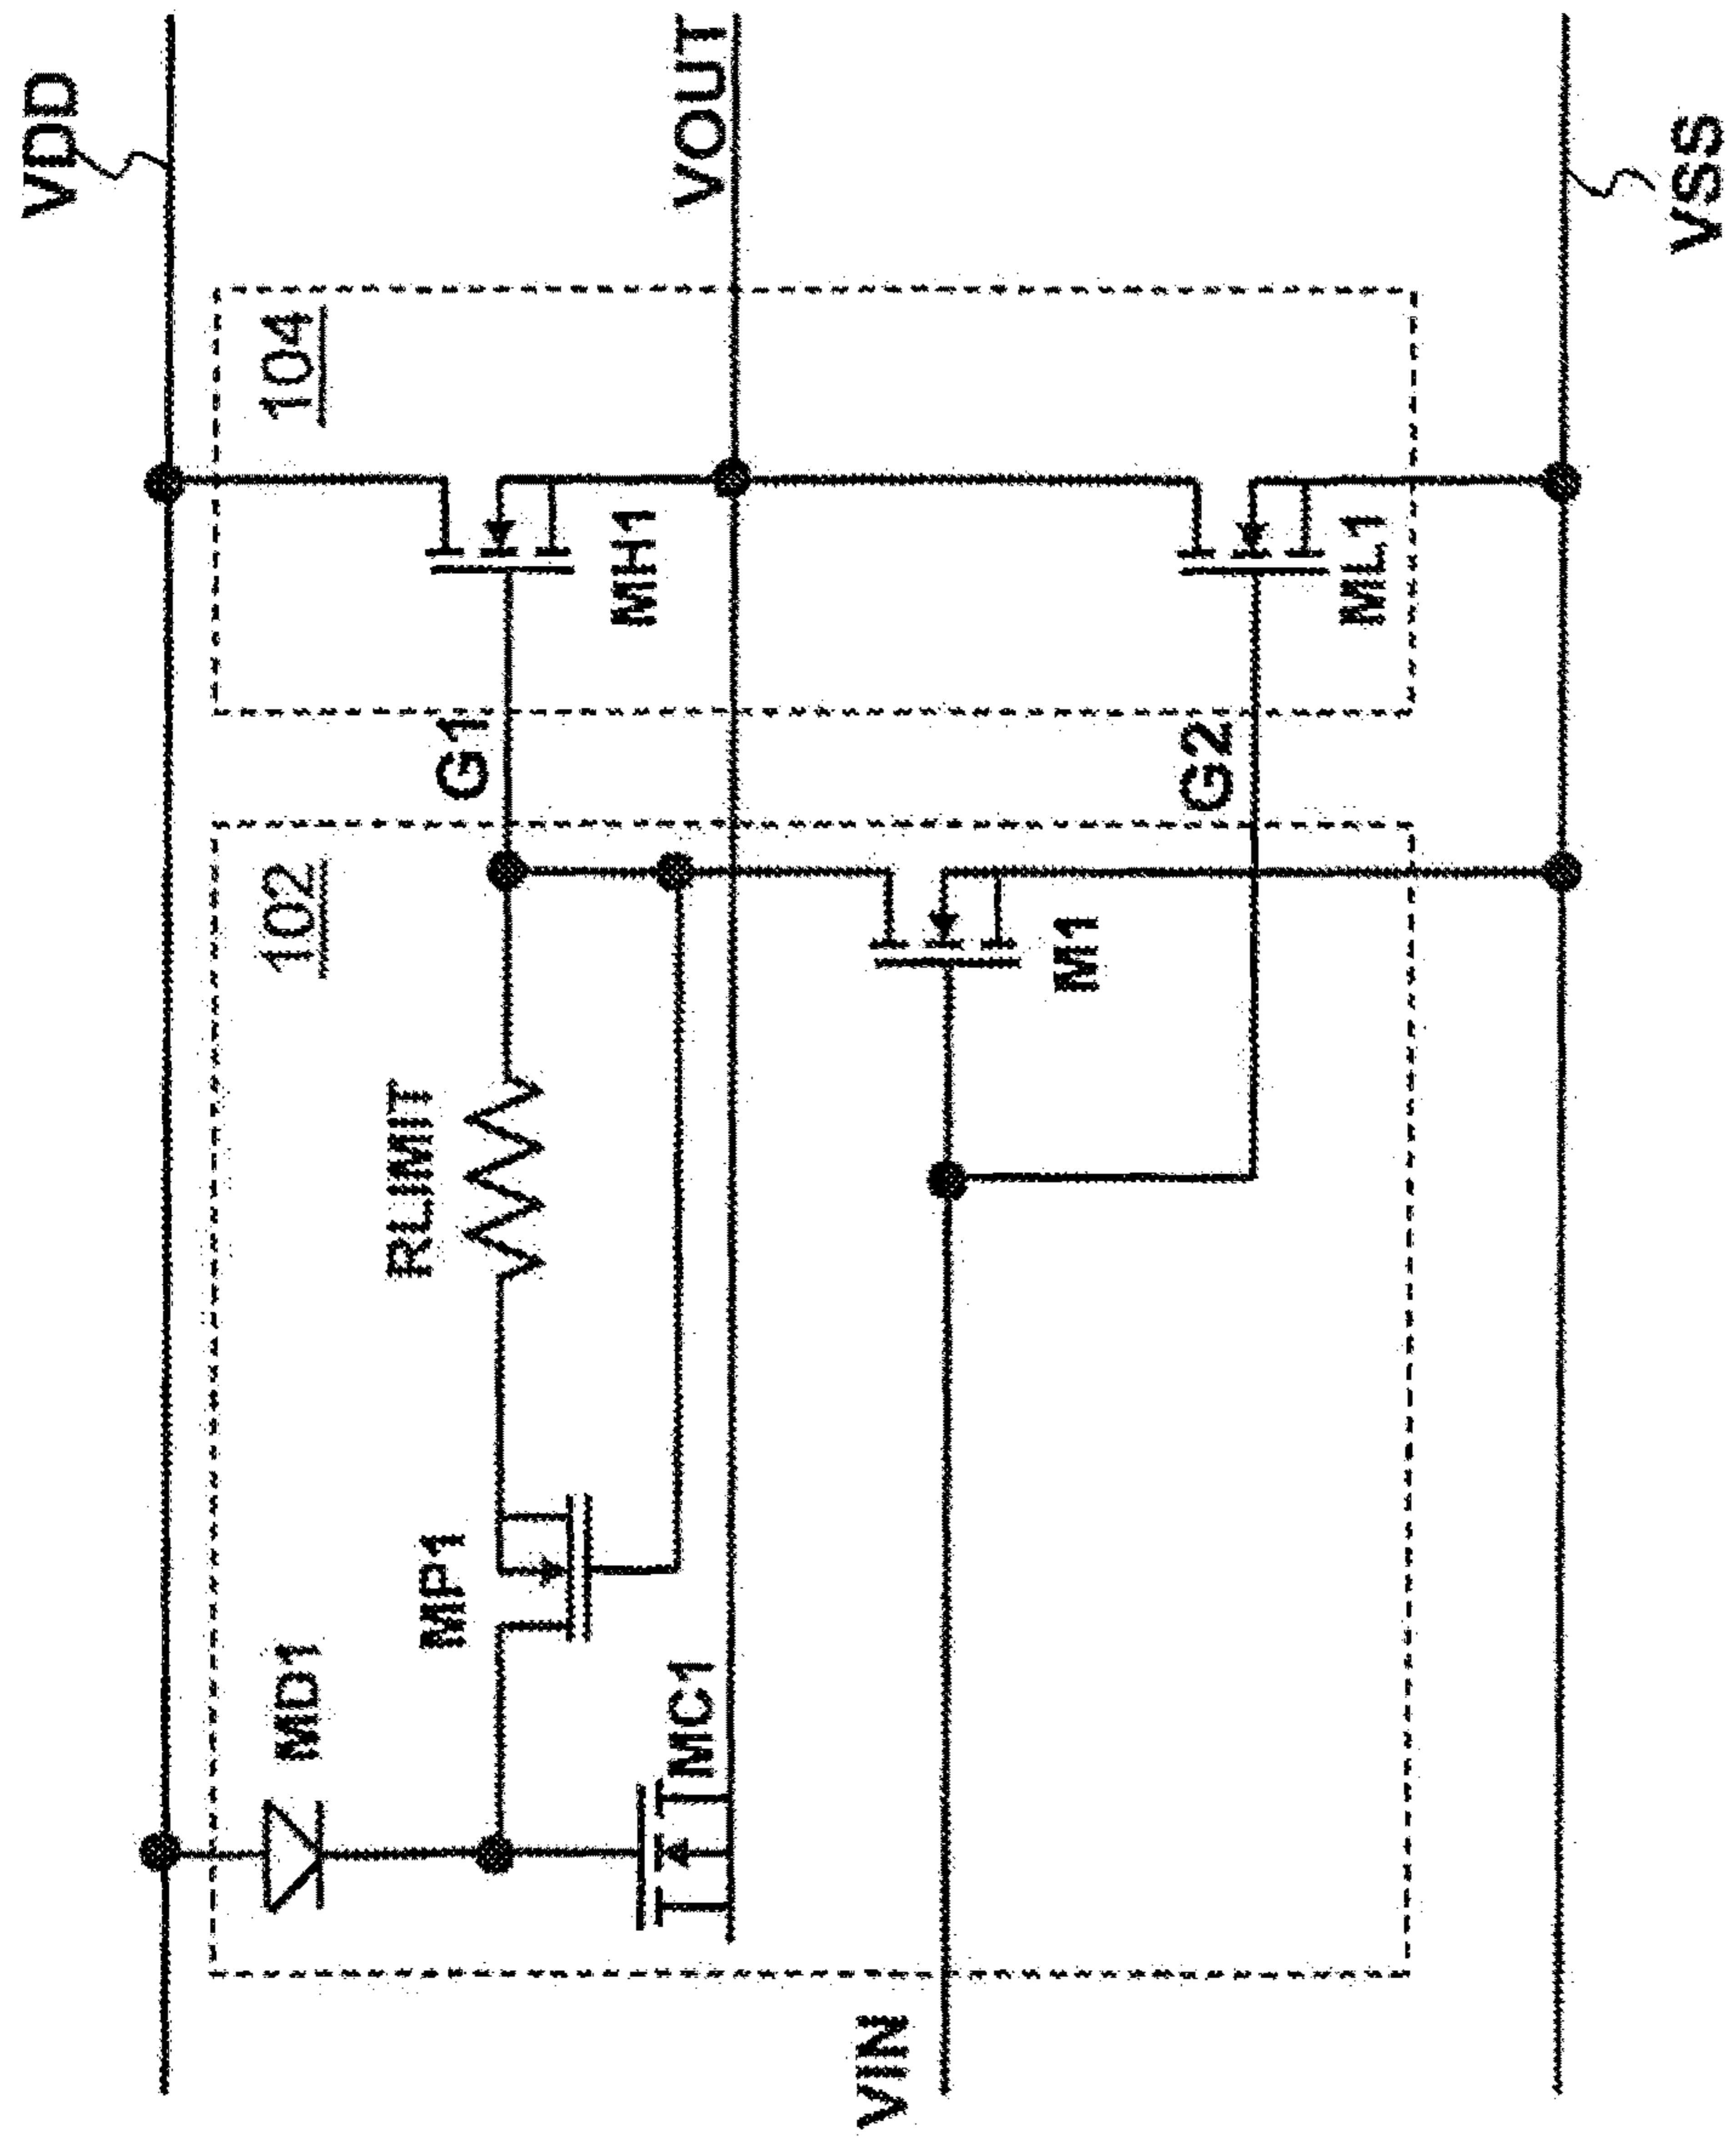 VDD
102
104
MD1
MP1
RLIMIT
G1
MH1
MC1
VOUT
VIN
M1
G2
ML1
VSS